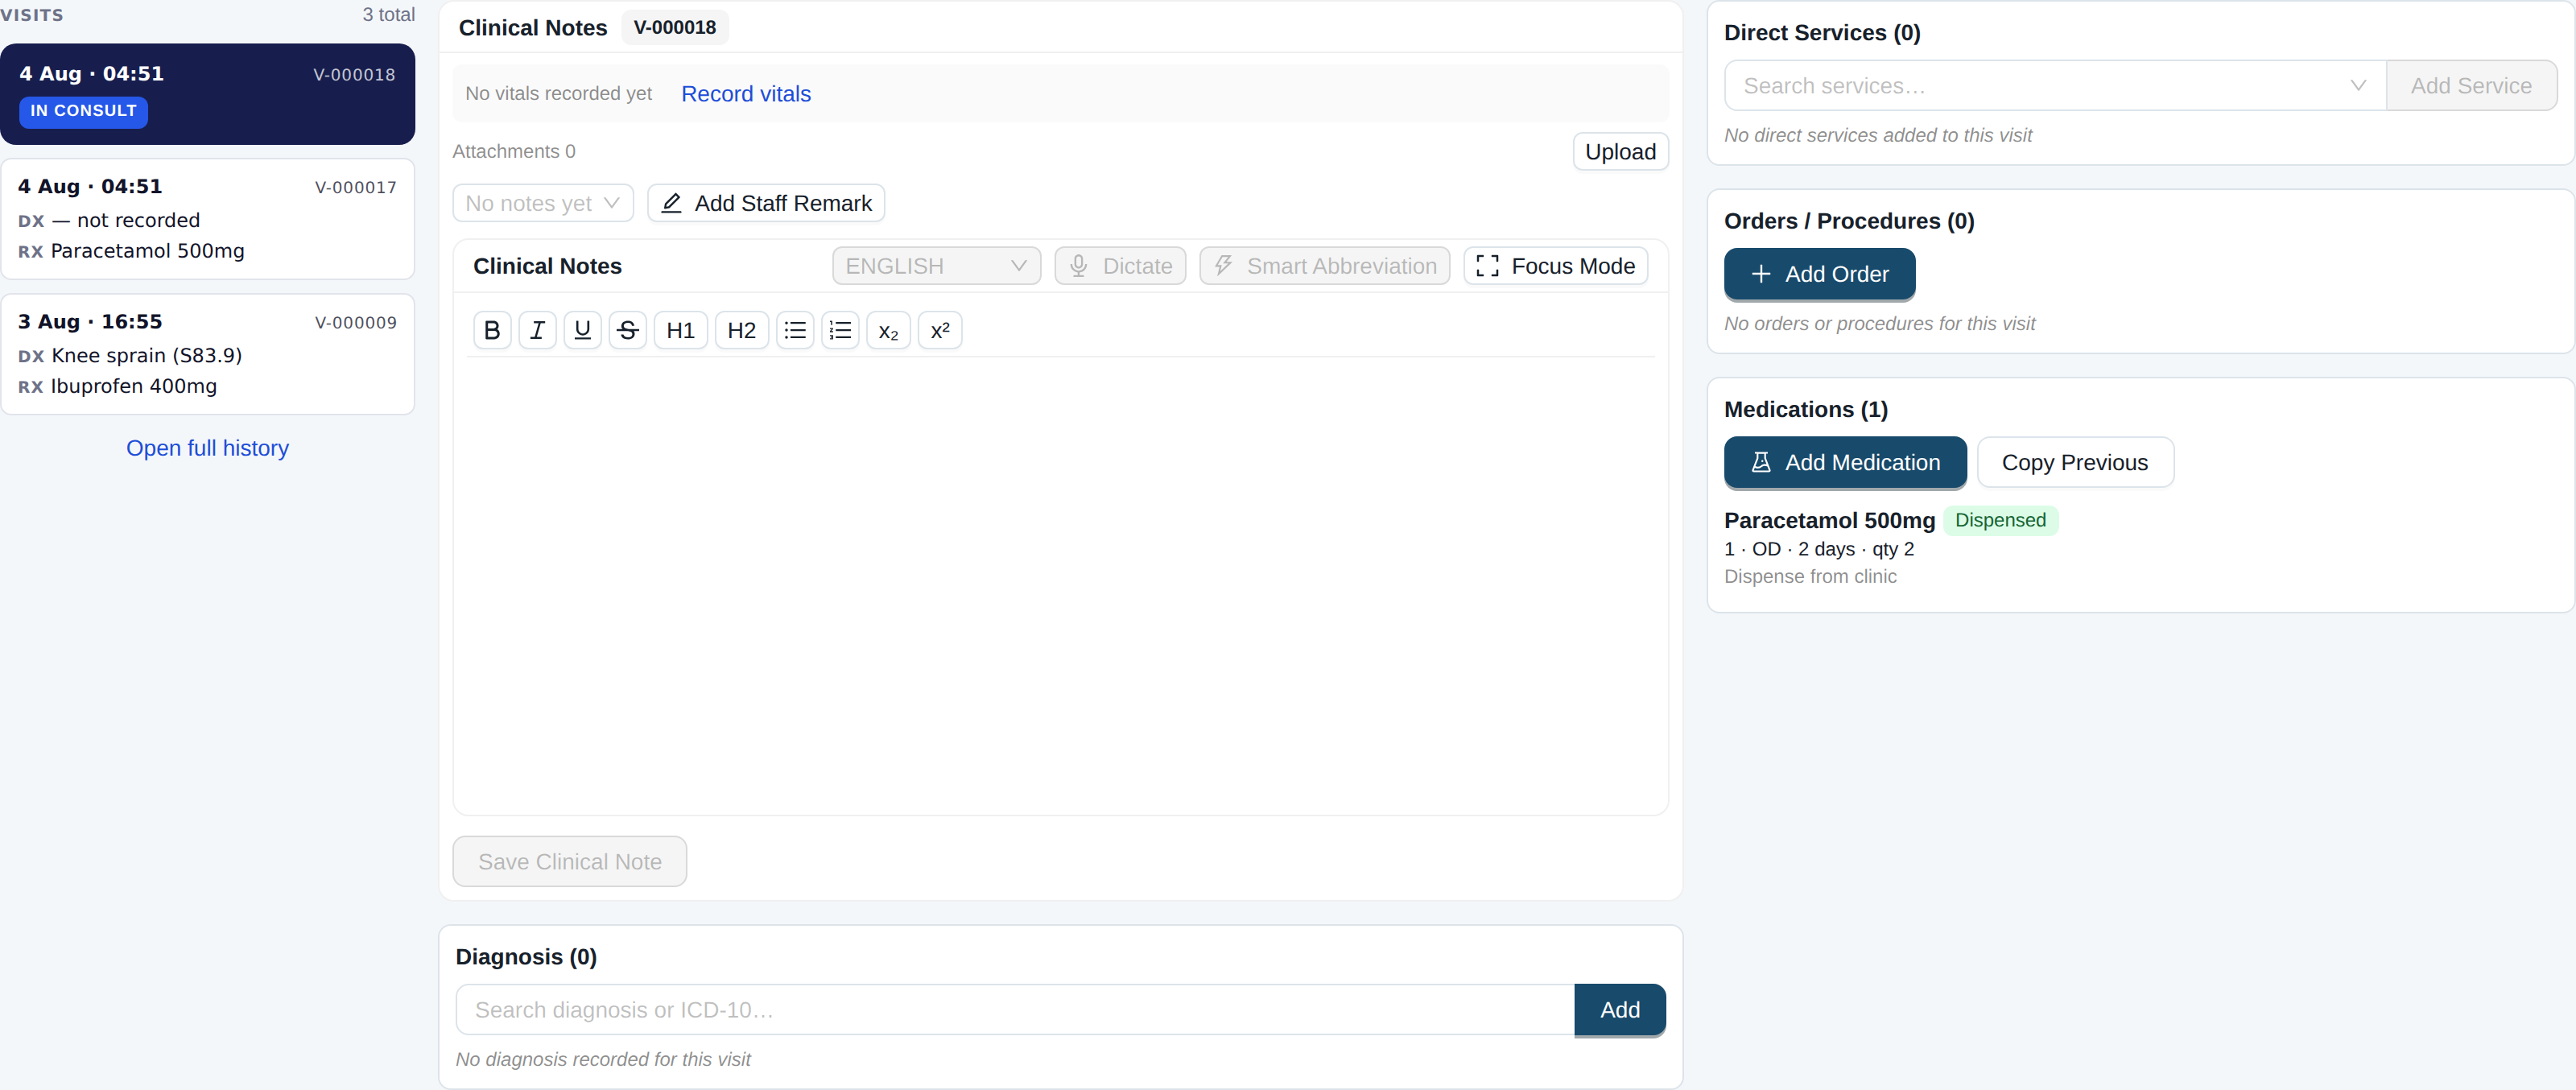 VISITS 3 total
4 Aug · 04:51 V-000018
IN CONSULT
4 Aug · 04:51 V-000017
DX — not recorded
RX Paracetamol 500mg
3 Aug · 16:55 V-000009
DX Knee sprain (S83.9)
RX Ibuprofen 400mg
Open full history
Clinical Notes V-000018
No vitals recorded yet Record vitals
Attachments 0 Upload
No notes yet Add Staff Remark
Clinical Notes ENGLISH Dictate Smart Abbreviation Focus Mode
B I U S H1 H2 x₂ x²
Save Clinical Note
Diagnosis (0)
Search diagnosis or ICD-10… Add
No diagnosis recorded for this visit
Direct Services (0)
Search services… Add Service
No direct services added to this visit
Orders / Procedures (0)
Add Order
No orders or procedures for this visit
Medications (1)
Add Medication Copy Previous
Paracetamol 500mg Dispensed
1 · OD · 2 days · qty 2
Dispense from clinic